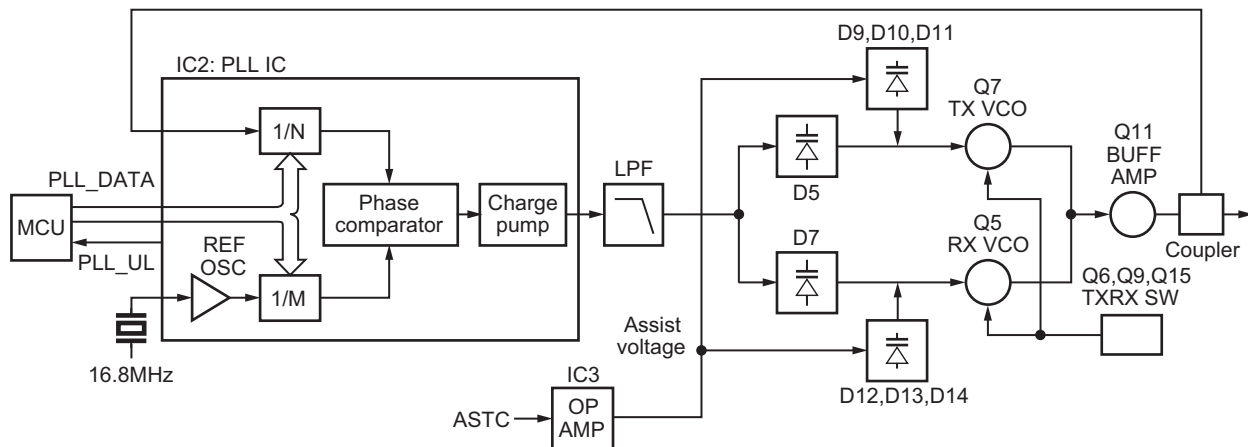 IC2: PLL IC
D9,D10,D11
Q7
TX VCO
Q11
BUFF
AMP
1/N
PLL_DATA
MCU
PLL_UL
REF
OSC
Phase
comparator
Charge
pump
LPF
D5
D7
Q5
RX VCO
Coupler
Q6,Q9,Q15
TXRX SW
1/M
16.8MHz
Assist
voltage
D12,D13,D14
IC3
ASTC
OP
AMP